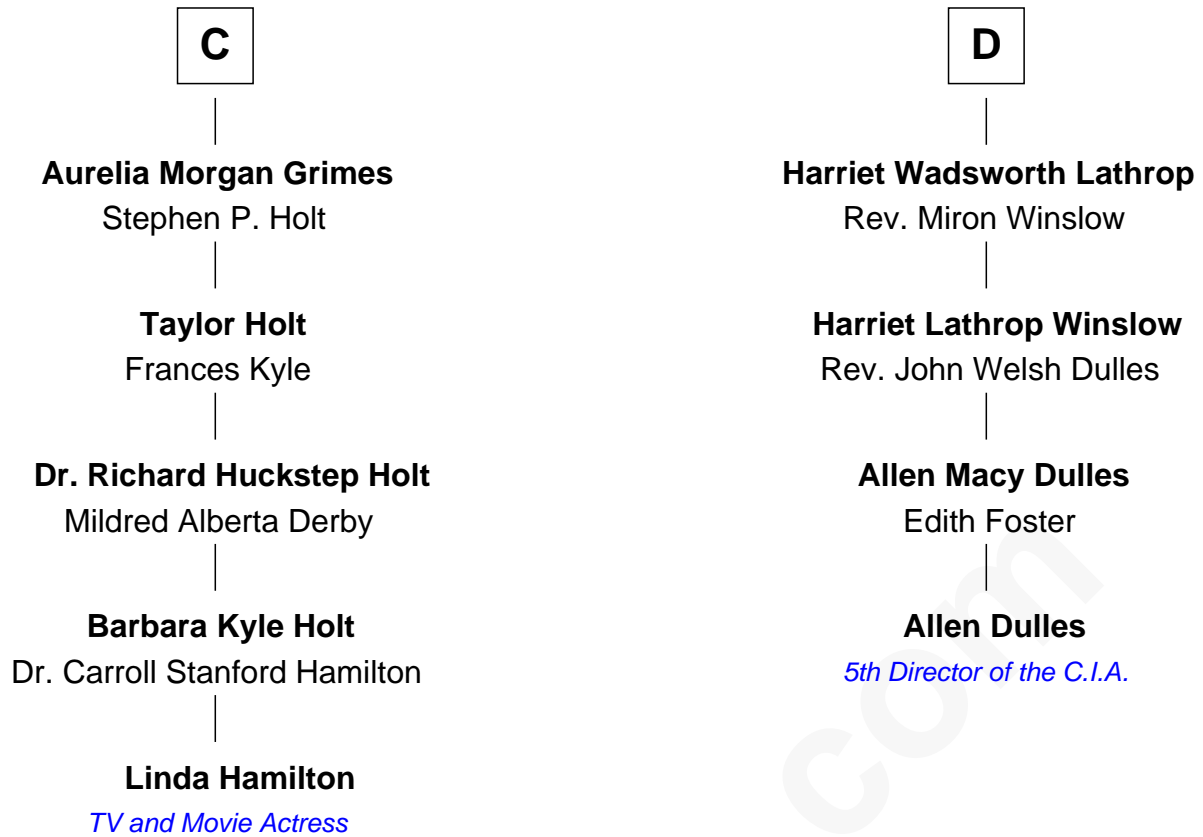 C
Aurelia Morgan Grimes
Stephen P. Holt
Taylor Holt
Frances Kyle
Dr. Richard Huckstep Holt
Mildred Alberta Derby
Barbara Kyle Holt
Dr. Carroll Stanford Hamilton
Linda Hamilton
TV and Movie Actress
D
Harriet Wadsworth Lathrop
Rev. Miron Winslow
Harriet Lathrop Winslow
Rev. John Welsh Dulles
Allen Macy Dulles
Edith Foster
Allen Dulles
5th Director of the C.I.A.
com